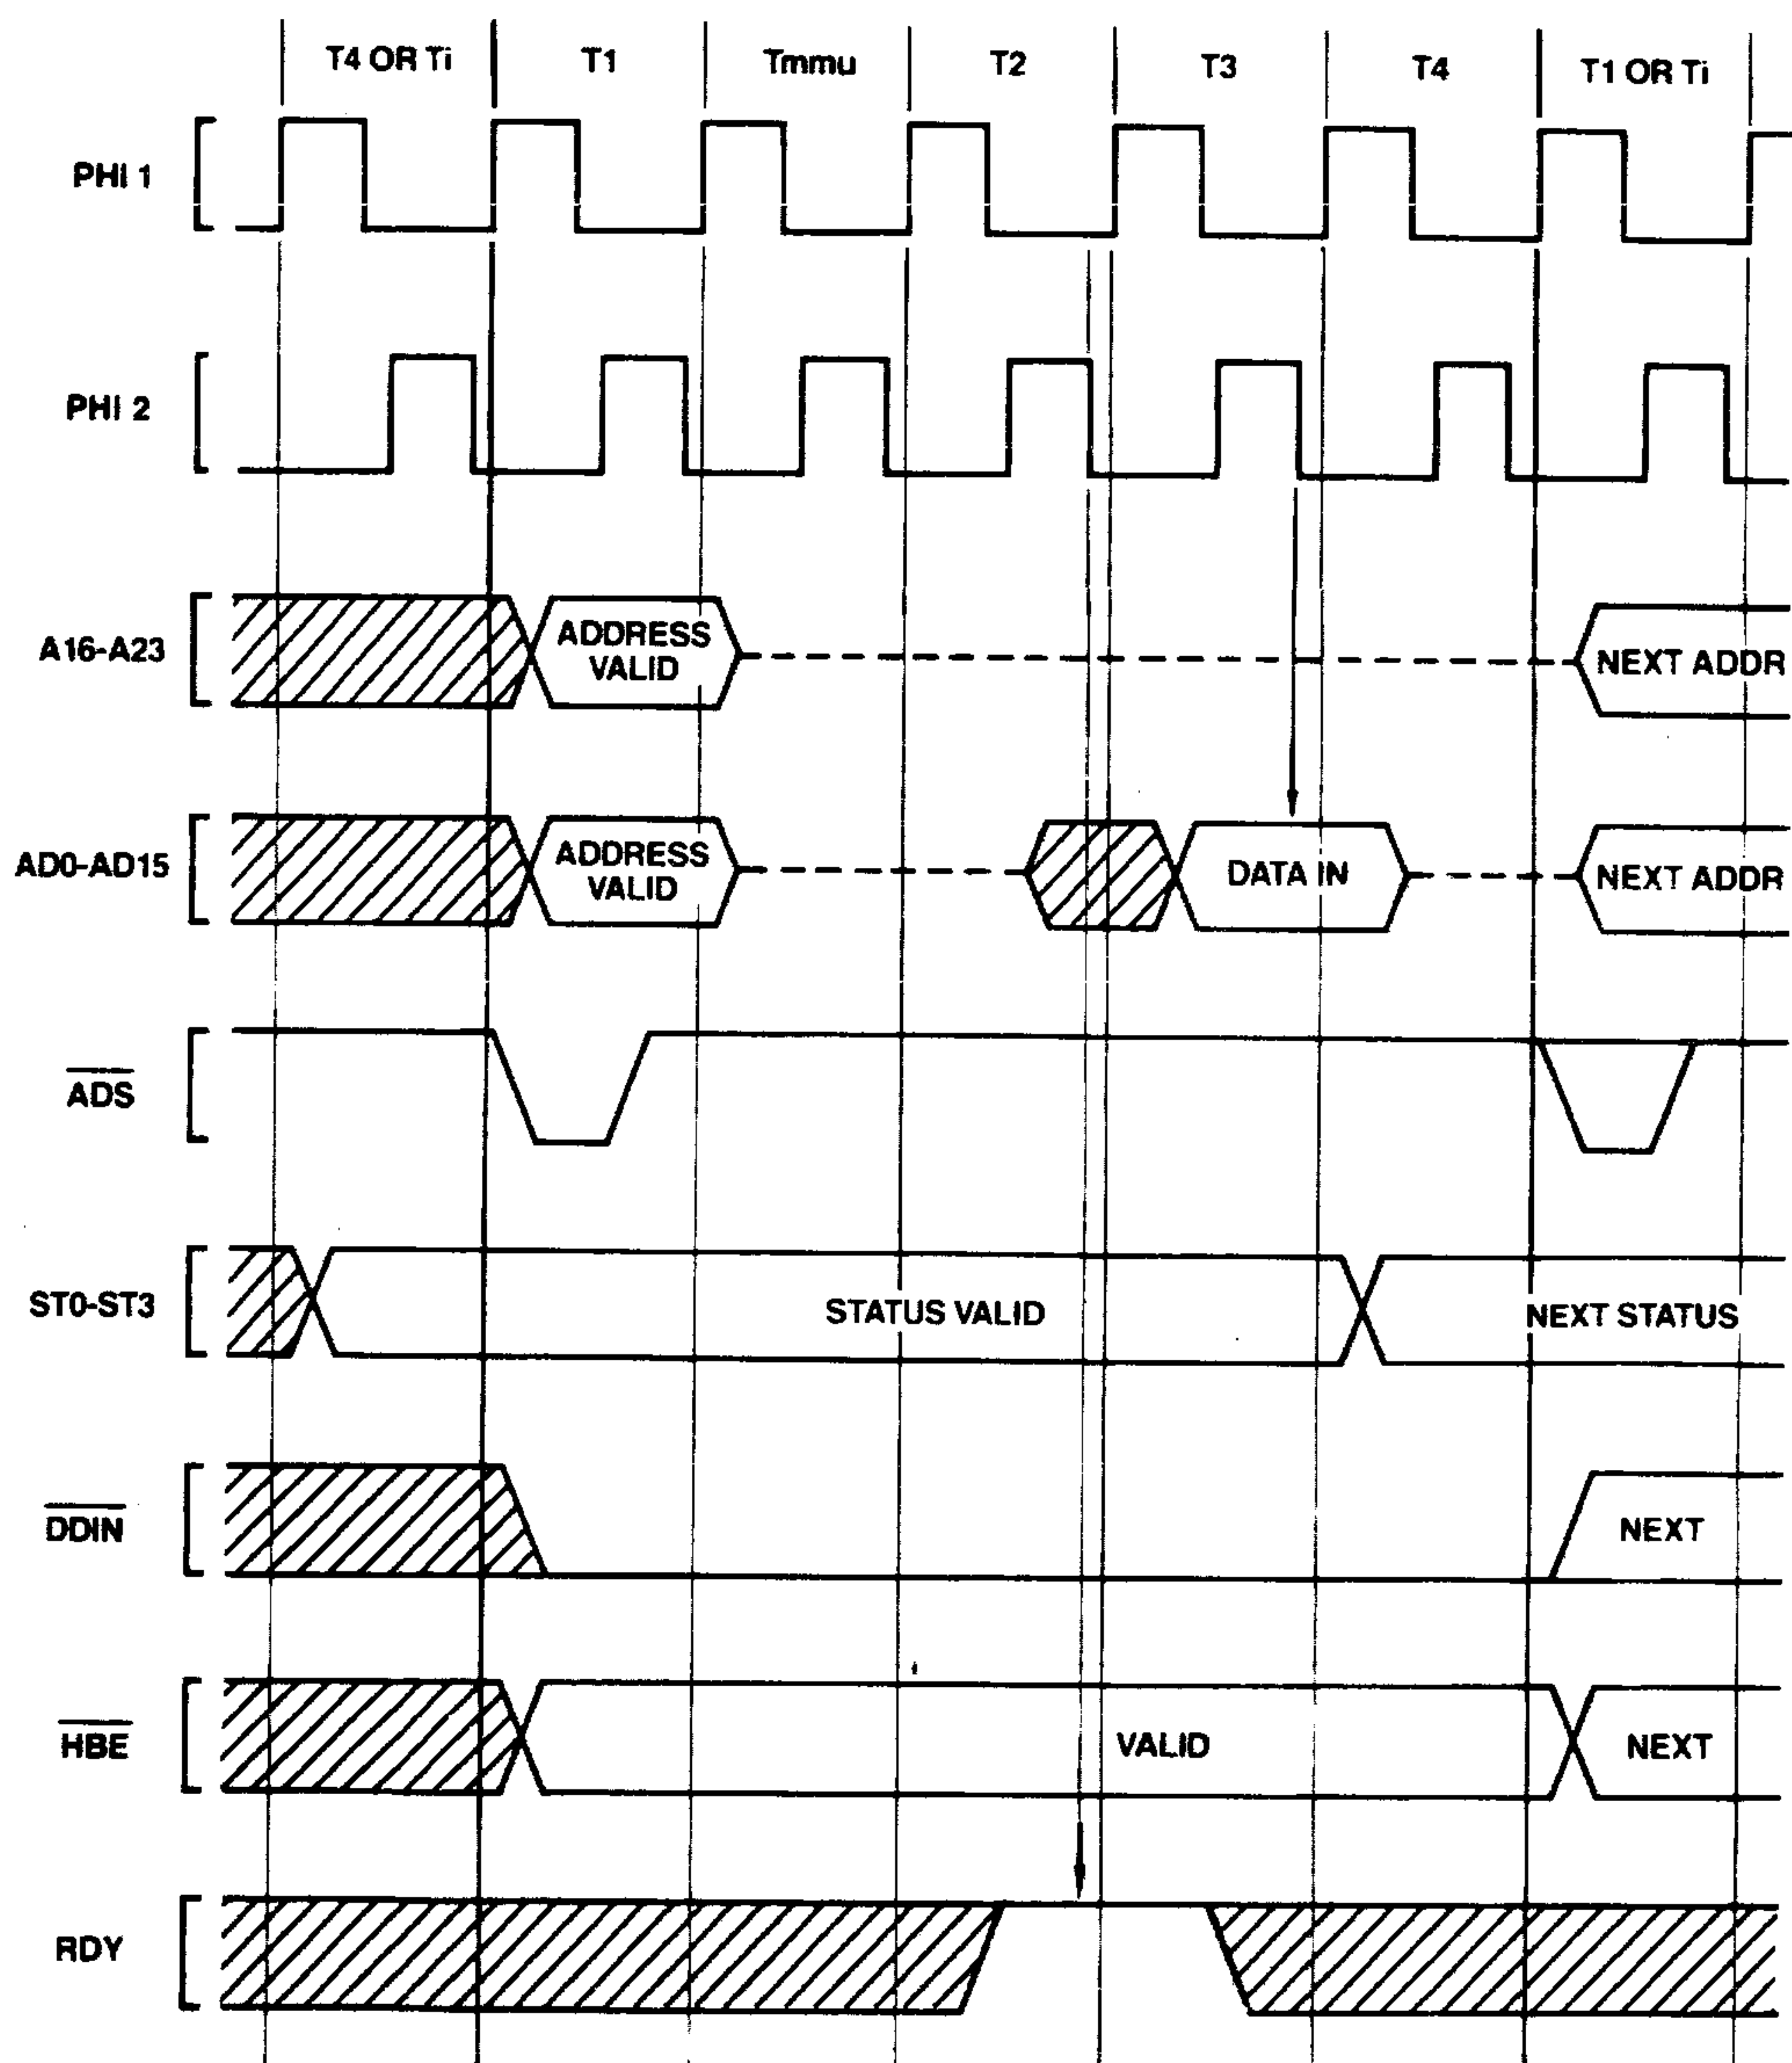 T4 OR Ti T1 Tmmu T2 T3 T4 T1 OR Ti
PHI 1
PHI 2
A16-A23 ADDRESS VALID NEXT ADDR
AD0-AD15 ADDRESS VALID DATA IN NEXT ADDR
ADS
ST0-ST3 STATUS VALID NEXT STATUS
DDIN NEXT
HBE VALID NEXT
RDY